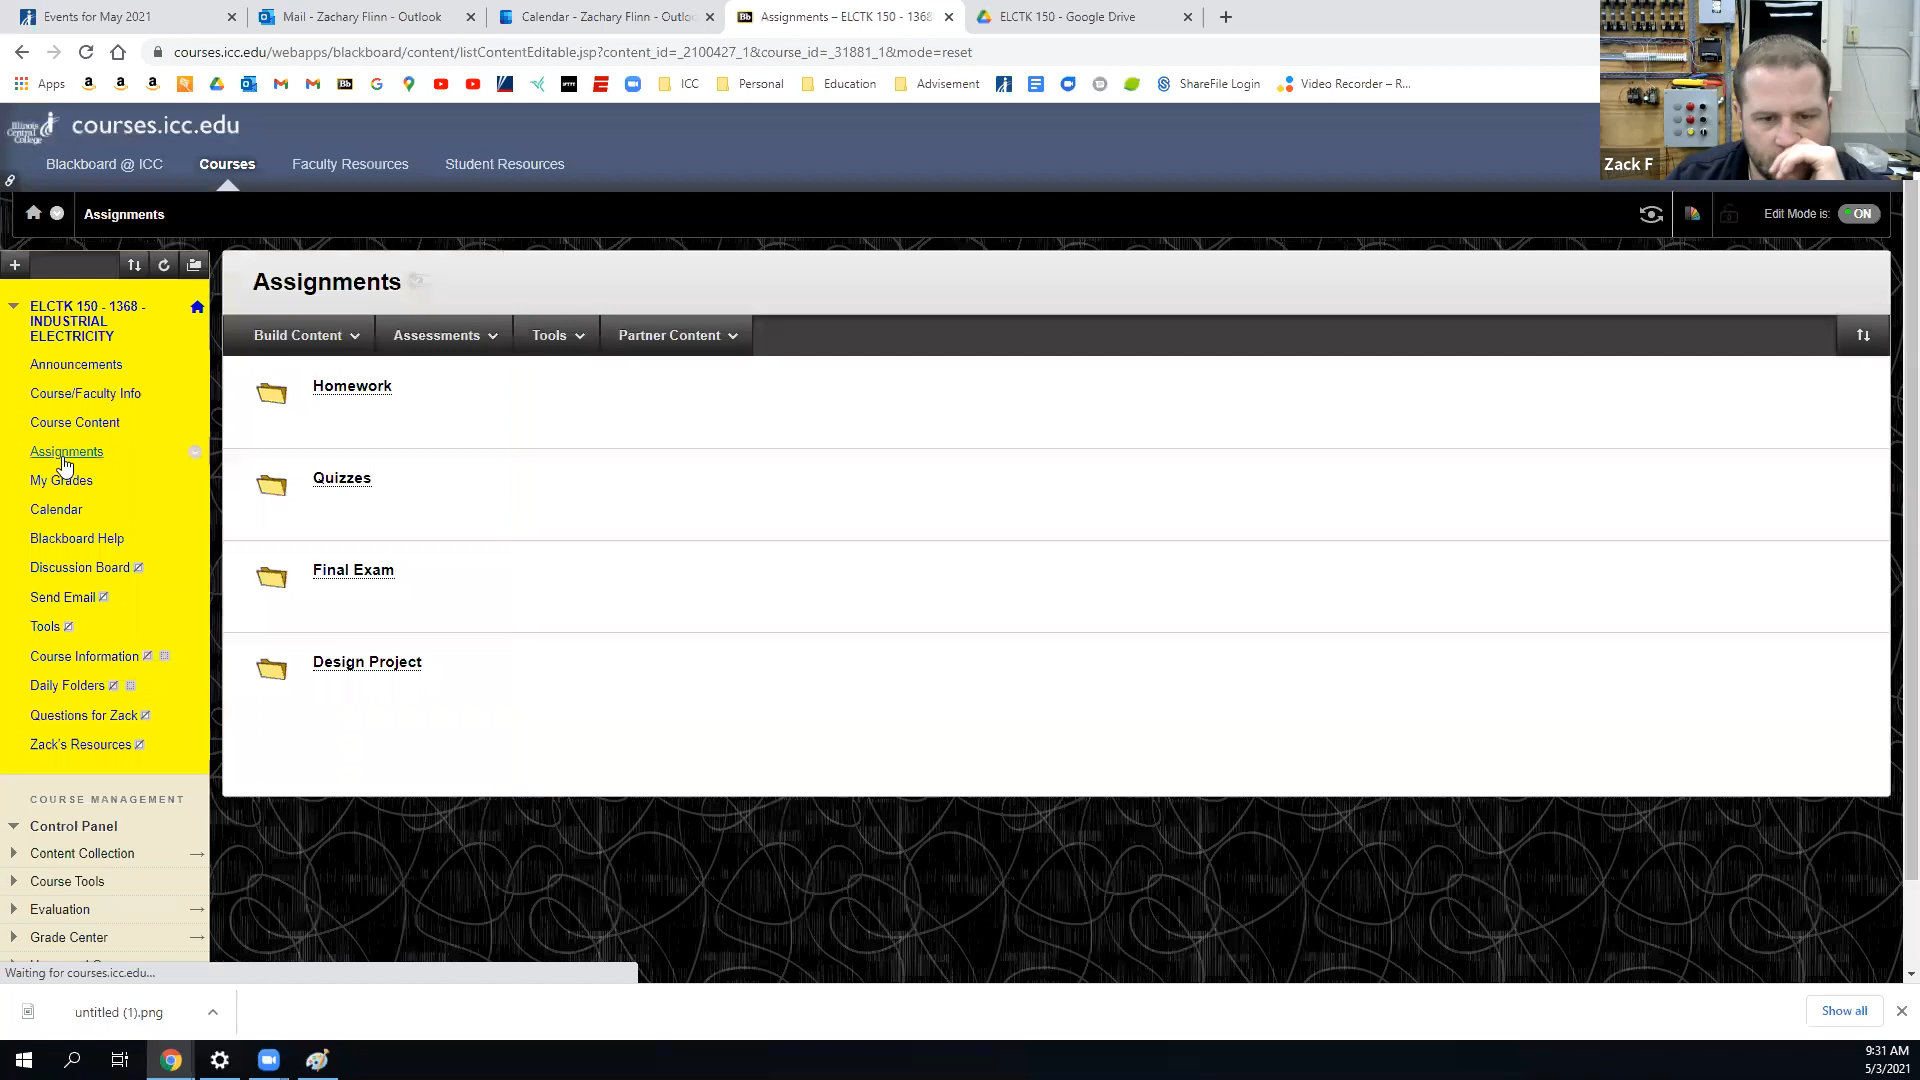 Events for May 2021
Mail - Zachary Flinn - Outlook
Calendar - Zachary Flinn - Outlo
Assignments – ELCTK 150 - 1368
ELCTK 150 - Google Drive
courses.icc.edu/webapps/blackboard/content/listContentEditable.jsp?content_id=_2100427_1&course_id=_31881_1&mode=reset
Apps
ICC
Personal
Education
Advisement
ShareFile Login
Video Recorder – R...
Illinois Central College
courses.icc.edu
Blackboard @ ICC
Courses
Faculty Resources
Student Resources
Zack F
Assignments
Edit Mode is:
ON
ELCTK 150 - 1368 -
INDUSTRIAL
ELECTRICITY
Announcements
Course/Faculty Info
Course Content
Assignments
My Grades
Calendar
Blackboard Help
Discussion Board
Send Email
Tools
Course Information
Daily Folders
Questions for Zack
Zack's Resources
COURSE MANAGEMENT
Control Panel
Content Collection
Course Tools
Evaluation
Grade Center
Assignments
Build Content
Assessments
Tools
Partner Content
Homework
Quizzes
Final Exam
Design Project
Waiting for courses.icc.edu...
untitled (1).png
Show all
9:31 AM
5/3/2021